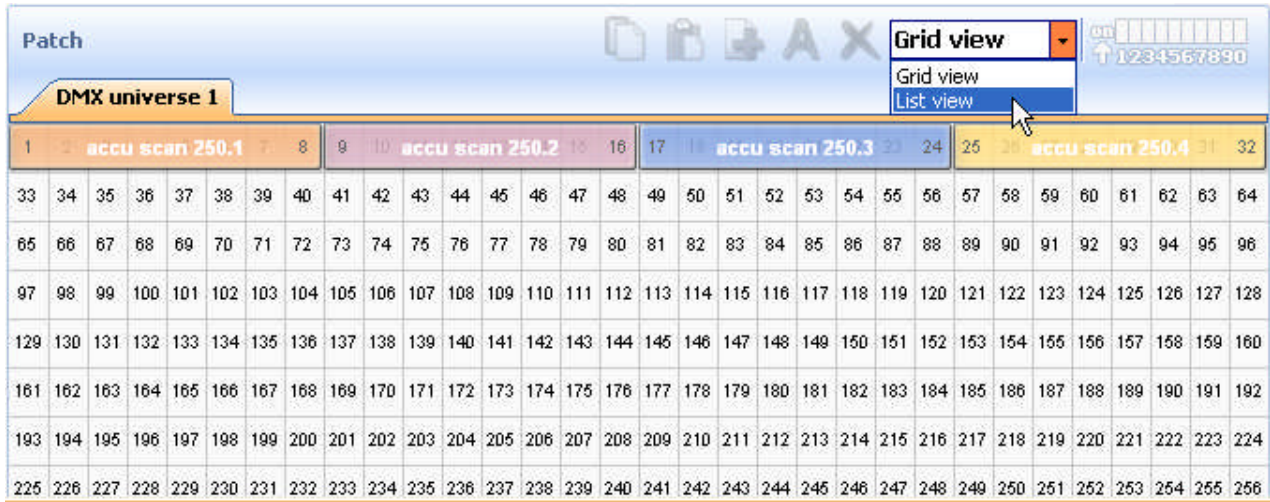 Patch
Grid view
on
1234567890
Grid view
List view
DMX universe 1
1 accu scan 250.1 7 8 9 10 accu scan 250.2 16 17 18 accu scan 250.3 23 24 25 26 accu scan 250.4 31 32
33 34 35 36 37 38 39 40 41 42 43 44 45 46 47 48 49 50 51 52 53 54 55 56 57 58 59 60 61 62 63 64
65 66 67 68 69 70 71 72 73 74 75 76 77 78 79 80 81 82 83 84 85 86 87 88 89 90 91 92 93 94 95 96
97 98 99 100 101 102 103 104 105 106 107 108 109 110 111 112 113 114 115 116 117 118 119 120 121 122 123 124 125 126 127 128
129 130 131 132 133 134 135 136 137 138 139 140 141 142 143 144 145 146 147 148 149 150 151 152 153 154 155 156 157 158 159 160
161 162 163 164 165 166 167 168 169 170 171 172 173 174 175 176 177 178 179 180 181 182 183 184 185 186 187 188 189 190 191 192
193 194 195 196 197 198 199 200 201 202 203 204 205 206 207 208 209 210 211 212 213 214 215 216 217 218 219 220 221 222 223 224
225 226 227 228 229 230 231 232 233 234 235 236 237 238 239 240 241 242 243 244 245 246 247 248 249 250 251 252 253 254 255 256